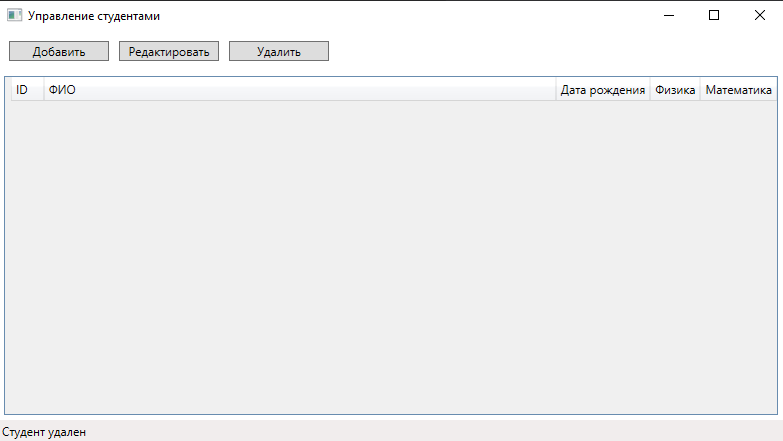 Управление студентами
Добавить Редактировать Удалить
ID ФИО Дата рождения Физика Математика
Студент удален